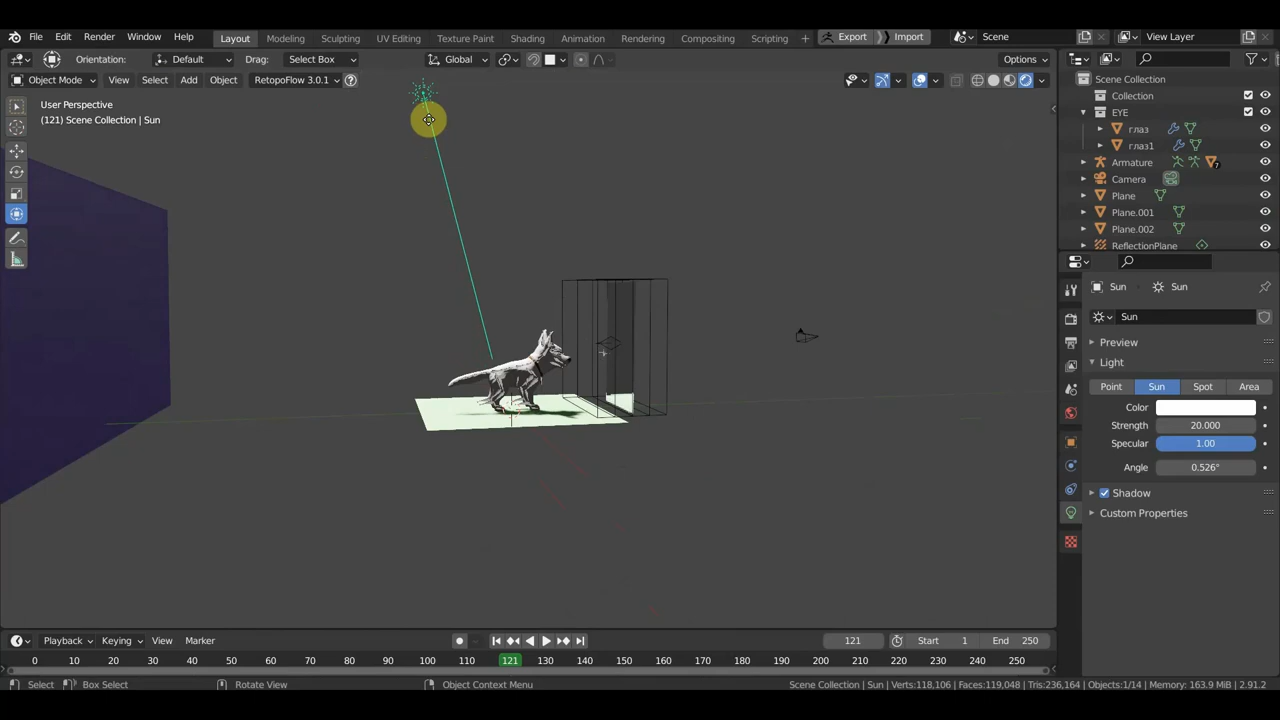 File Edit Render Window Help Layout Modeling Sculpting UV Editing Texture Paint Shading Animation Rendering Compositing Scripting + Export Import Scene View Layer
Orientation: Default Drag: Select Box Global Options
Object Mode View Select Add Object RetopoFlow 3.0.1
User Perspective
(121) Scene Collection | Sun
Scene Collection
Collection
EYE
глаз
глаз1
Armature 7
Camera
Plane
Plane.001
Plane.002
ReflectionPlane
Sun Sun
Sun
Preview
Light
Point Sun Spot Area
Color
Strength 20.000
Specular 1.00
Angle 0.526°
Shadow
Custom Properties
Playback Keying View Marker 121 Start 1 End 250
0 10 20 30 40 50 60 70 80 90 100 110 121 130 140 150 160 170 180 190 200 210 220 230 240 250
Select Box Select Rotate View Object Context Menu Scene Collection | Sun | Verts:118,106 | Faces:119,048 | Tris:236,164 | Objects:1/14 | Memory: 163.9 MiB | 2.91.2